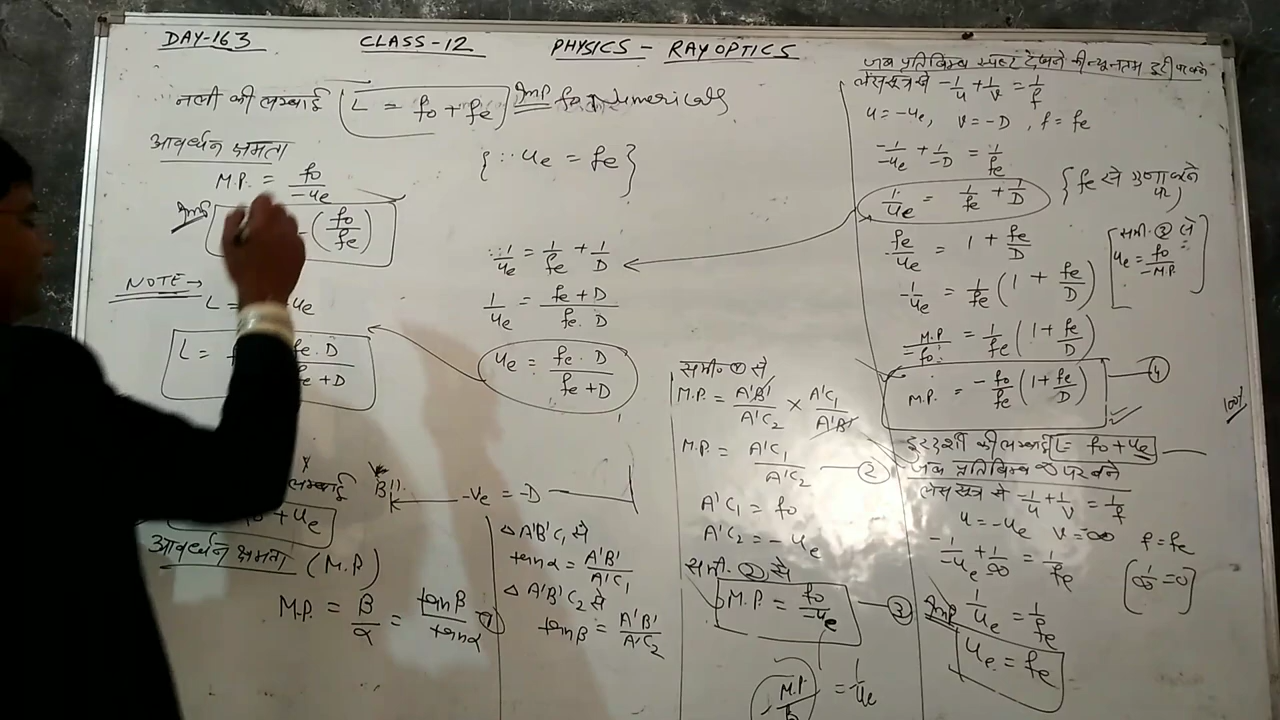 DAY-163 CLASS-12 PHYSICS - RAY OPTICS
नली की लम्बाई L = fo + fe Imp for Numericals
आवर्धन क्षमता
{∵ ue = fe}
M.P. = fo/-ue
Imp -(fo/fe)
NOTE →
L = ue
L = fe·D/fe+D
∵ 1/ue = 1/fe + 1/D
1/ue = fe+D/fe·D
ue = fe·D/fe+D
लम्बाई
B"
-Ve = -D
+ ue
आवर्धन क्षमता (M.P)
M.P. = β/α = tanβ/tanα -①
△A'B'C₁ से
tanα = A'B'/A'C₁
△A'B'C₂ से
tanβ = A'B'/A'C₂
समी० ① से
M.P. = A'B'/A'C₂ × A'C₁/A'B'
M.P. = A'C₁/A'C₂ — ②
A'C₁ = fo
A'C₂ = -ue
समी. ② से
M.P. = fo/-ue — ③
M.P./fo = 1/ue
जब प्रतिबिम्ब स्पष्ट देखने की न्यूनतम दूरी पर बने
लेंस सूत्र से -1/u + 1/v = 1/f
u = -ue, v = -D, f = fe
-1/-ue + 1/-D = 1/fe
1/ue = 1/fe + 1/D {fe से गुणा करने पर)
fe/ue = 1 + fe/D
[समी. ③ से
ue = fo/-M.P.]
-1/ue = 1/fe (1 + fe/D)
M.P./=fo = 1/fe (1 + fe/D)
M.P. = -fo/fe (1 + fe/D) — ④
100%
दूरदर्शी की लम्बाई L = fo + ue
जब प्रतिबिम्ब ∞ पर बने
लेंस सूत्र से -1/u + 1/v = 1/f
u = -ue v = ∞ f = fe
-1/-ue + 1/∞ = 1/fe [1/∞ = 0]
Imp 1/ue = 1/fe
ue = fe